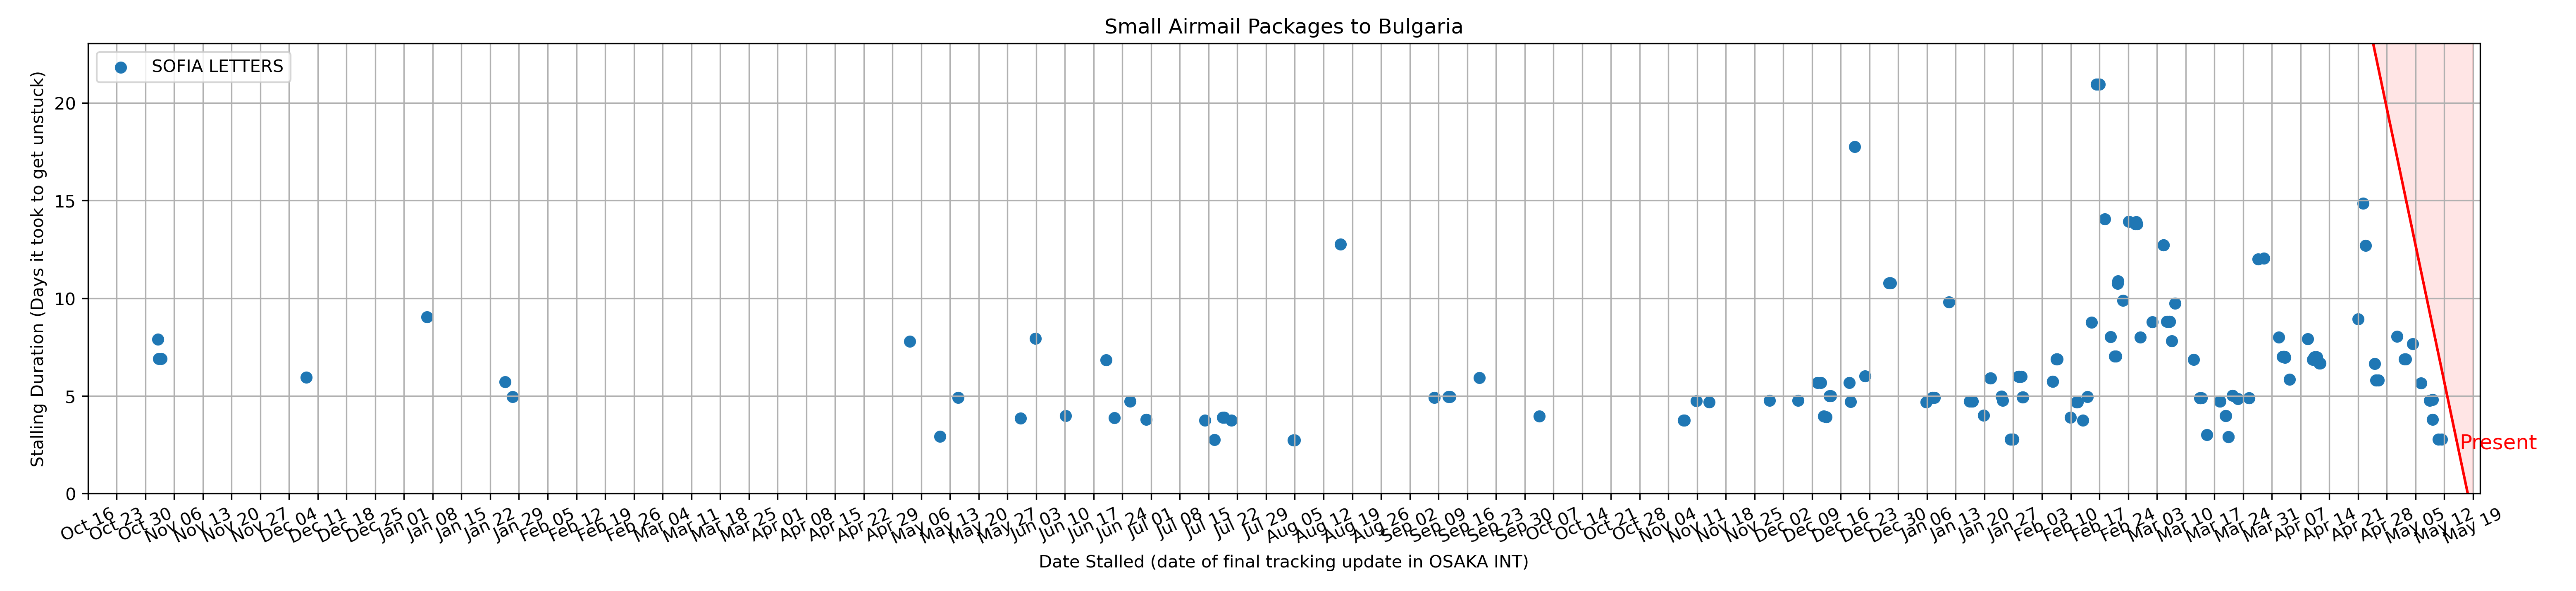 Small Airmail Packages to Bulgaria
SOFIA LETTERS
Stalling Duration (Days it took to get unstuck)
20
15
10
5
0
Present
Oct 16 Oct 23 Oct 30 Nov 06 Nov 13 Nov 20 Nov 27 Dec 04 Dec 11 Dec 18 Dec 25 Jan 01 Jan 08 Jan 15 Jan 22 Jan 29 Feb 05 Feb 12 Feb 19 Feb 26 Mar 04 Mar 11 Mar 18 Mar 25 Apr 01 Apr 08 Apr 15 Apr 22 Apr 29 May 06 May 13 May 20 May 27 Jun 03 Jun 10 Jun 17 Jun 24 Jul 01 Jul 08 Jul 15 Jul 22 Jul 29 Aug 05 Aug 12 Aug 19 Aug 26 Sep 02 Sep 09 Sep 16 Sep 23 Sep 30 Oct 07 Oct 14 Oct 21 Oct 28 Nov 04 Nov 11 Nov 18 Nov 25 Dec 02 Dec 09 Dec 16 Dec 23 Dec 30 Jan 06 Jan 13 Jan 20 Jan 27 Feb 03 Feb 10 Feb 17 Feb 24 Mar 03 Mar 10 Mar 17 Mar 24 Mar 31 Apr 07 Apr 14 Apr 21 Apr 28 May 05 May 12 May 19
Date Stalled (date of final tracking update in OSAKA INT)